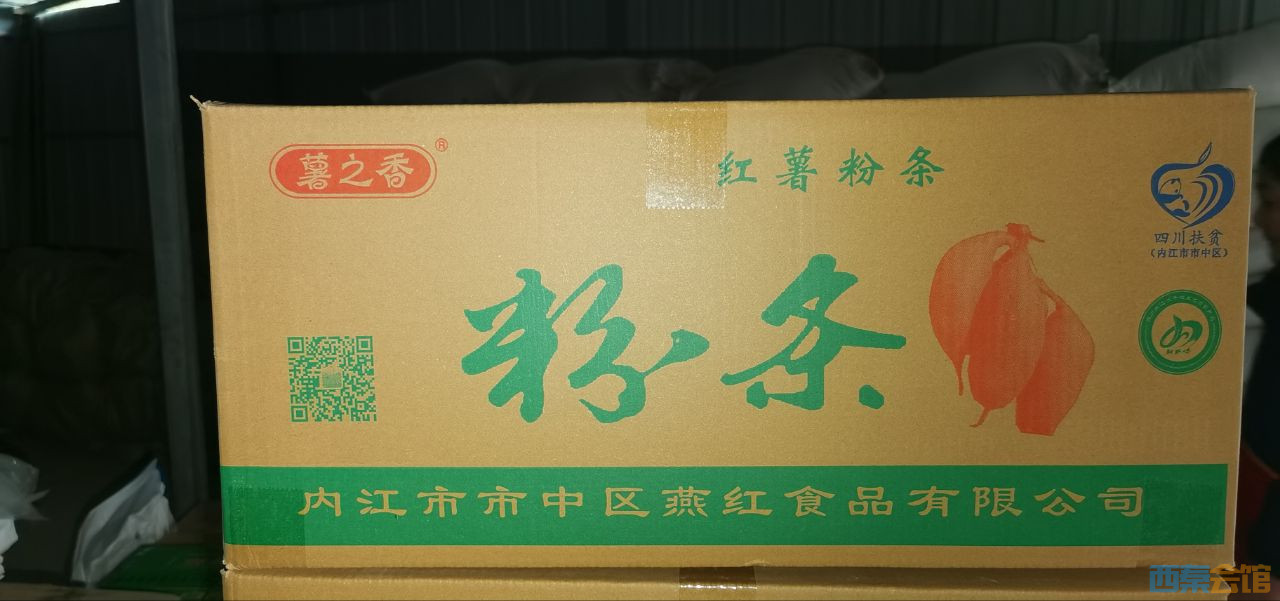 薯之香®
红薯粉条
四川扶贫
(内江市市中区)
粉条
内江市市中区燕红食品有限公司
西秦会馆